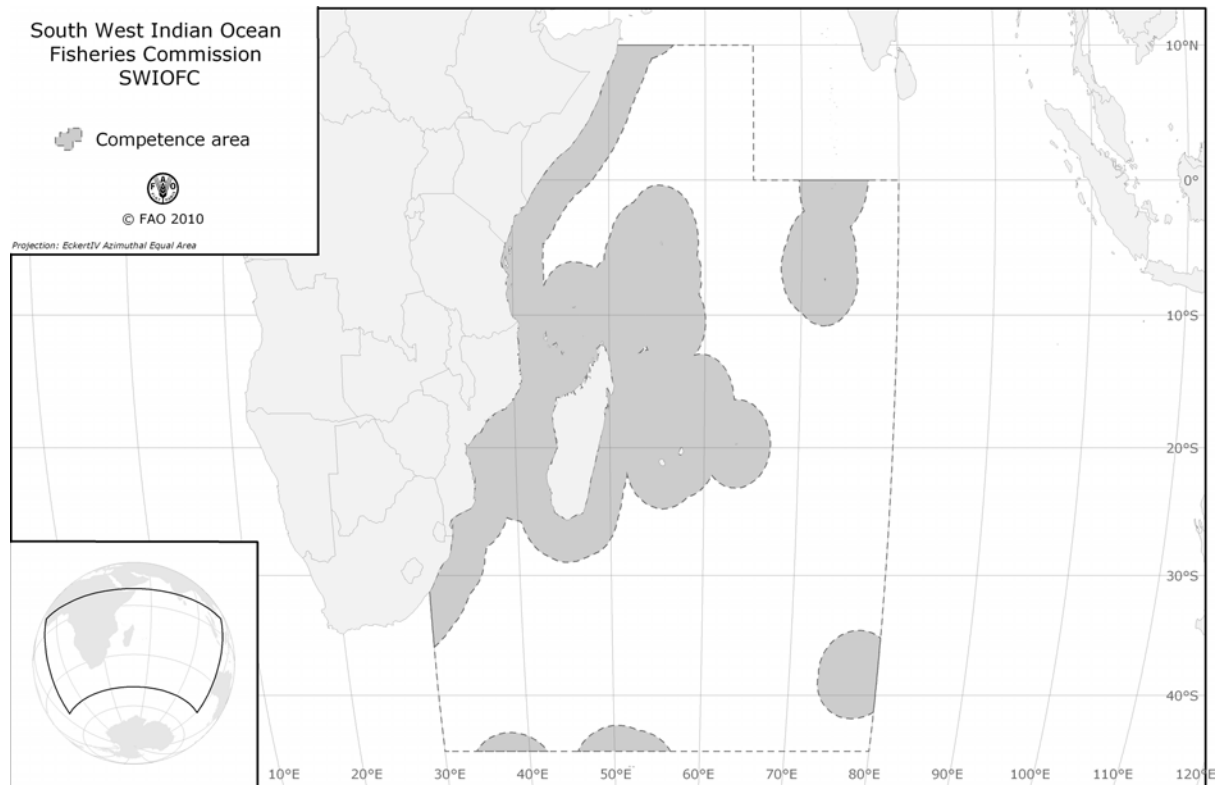 South West Indian Ocean
Fisheries Commission
SWIOFC
Competence area
F A O
© FAO 2010
Projection: EckertIV Azimuthal Equal Area
10°N
0°
10°S
20°S
30°S
40°S
10°E 20°E 30°E 40°E 50°E 60°E 70°E 80°E 90°E 100°E 110°E 120°E